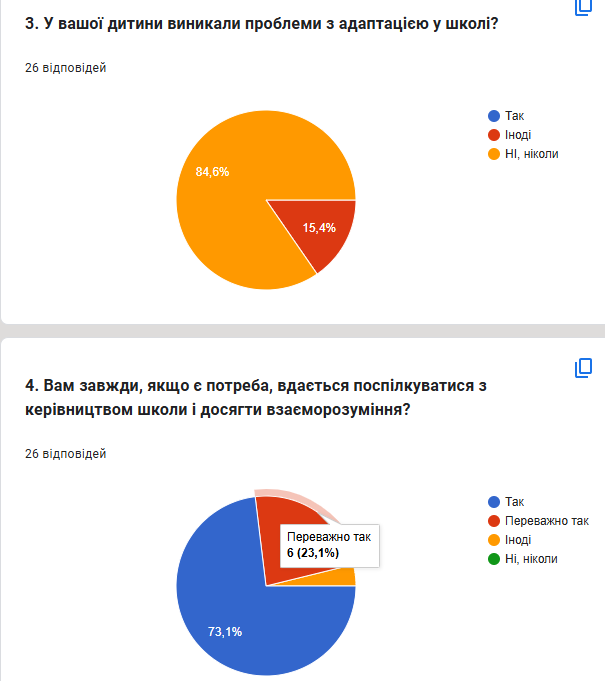 3. У вашої дитини виникали проблеми з адаптацією у школі?
26 відповідей
Так
Іноді
НІ, ніколи
84,6%
15,4%
4. Вам завжди, якщо є потреба, вдається поспілкуватися з
керівництвом школи і досягти взаєморозуміння?
26 відповідей
Так
Переважно так
Іноді
Ні, ніколи
Переважно так
6 (23,1%)
73,1%